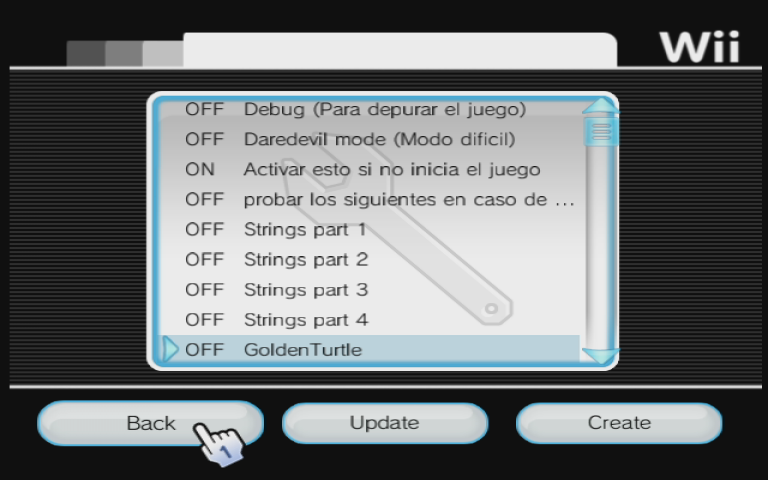 Wii
OFF Debug (Para depurar el juego)
OFF Daredevil mode (Modo dificil)
ON Activar esto si no inicia el juego
OFF probar los siguientes en caso de ...
OFF Strings part 1
OFF Strings part 2
OFF Strings part 3
OFF Strings part 4
OFF GoldenTurtle
Back
1
Update
Create